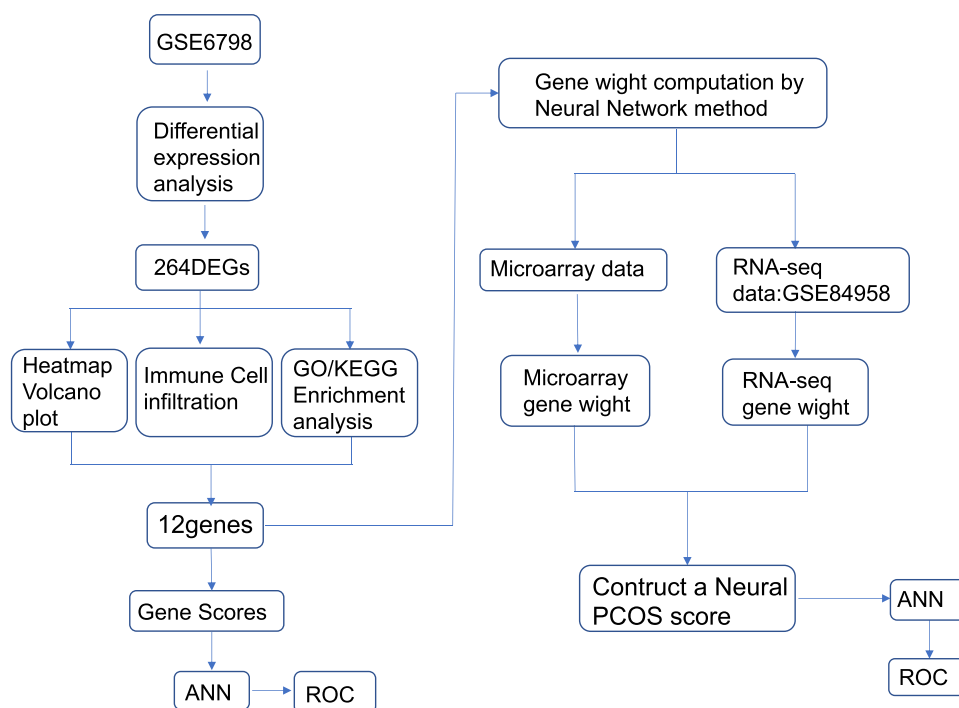 GSE6798
Differential
expression
analysis
264DEGs
Heatmap
Volcano
plot
Immune Cell
infiltration
GO/KEGG
Enrichment
analysis
12genes
Gene Scores
ANN
ROC
Gene wight computation by
Neural Network method
Microarray data
RNA-seq
data:GSE84958
Microarray
gene wight
RNA-seq
gene wight
Contruct a Neural
PCOS score
ANN
ROC